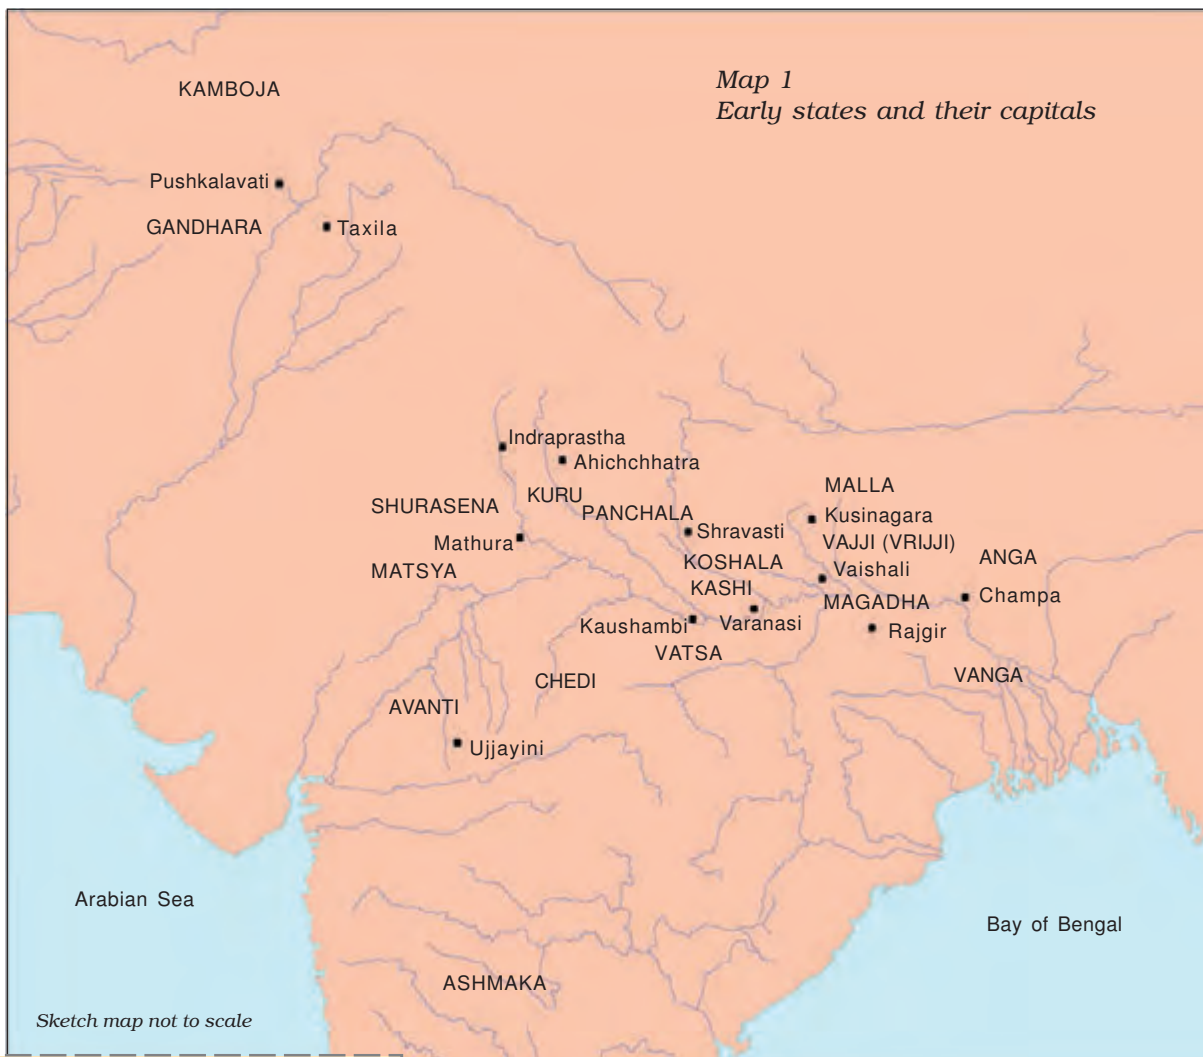 Map 1
Early states and their capitals
KAMBOJA
Pushkalavati
GANDHARA
Taxila
Indraprastha
Ahichchhatra
KURU
SHURASENA
PANCHALA
MALLA
Kusinagara
Mathura
Shravasti
VAJJI (VRIJJI)
KOSHALA
Vaishali
ANGA
MATSYA
KASHI
MAGADHA
Champa
Kaushambi
Varanasi
Rajgir
VATSA
CHEDI
VANGA
AVANTI
Ujjayini
Arabian Sea
Bay of Bengal
ASHMAKA
Sketch map not to scale